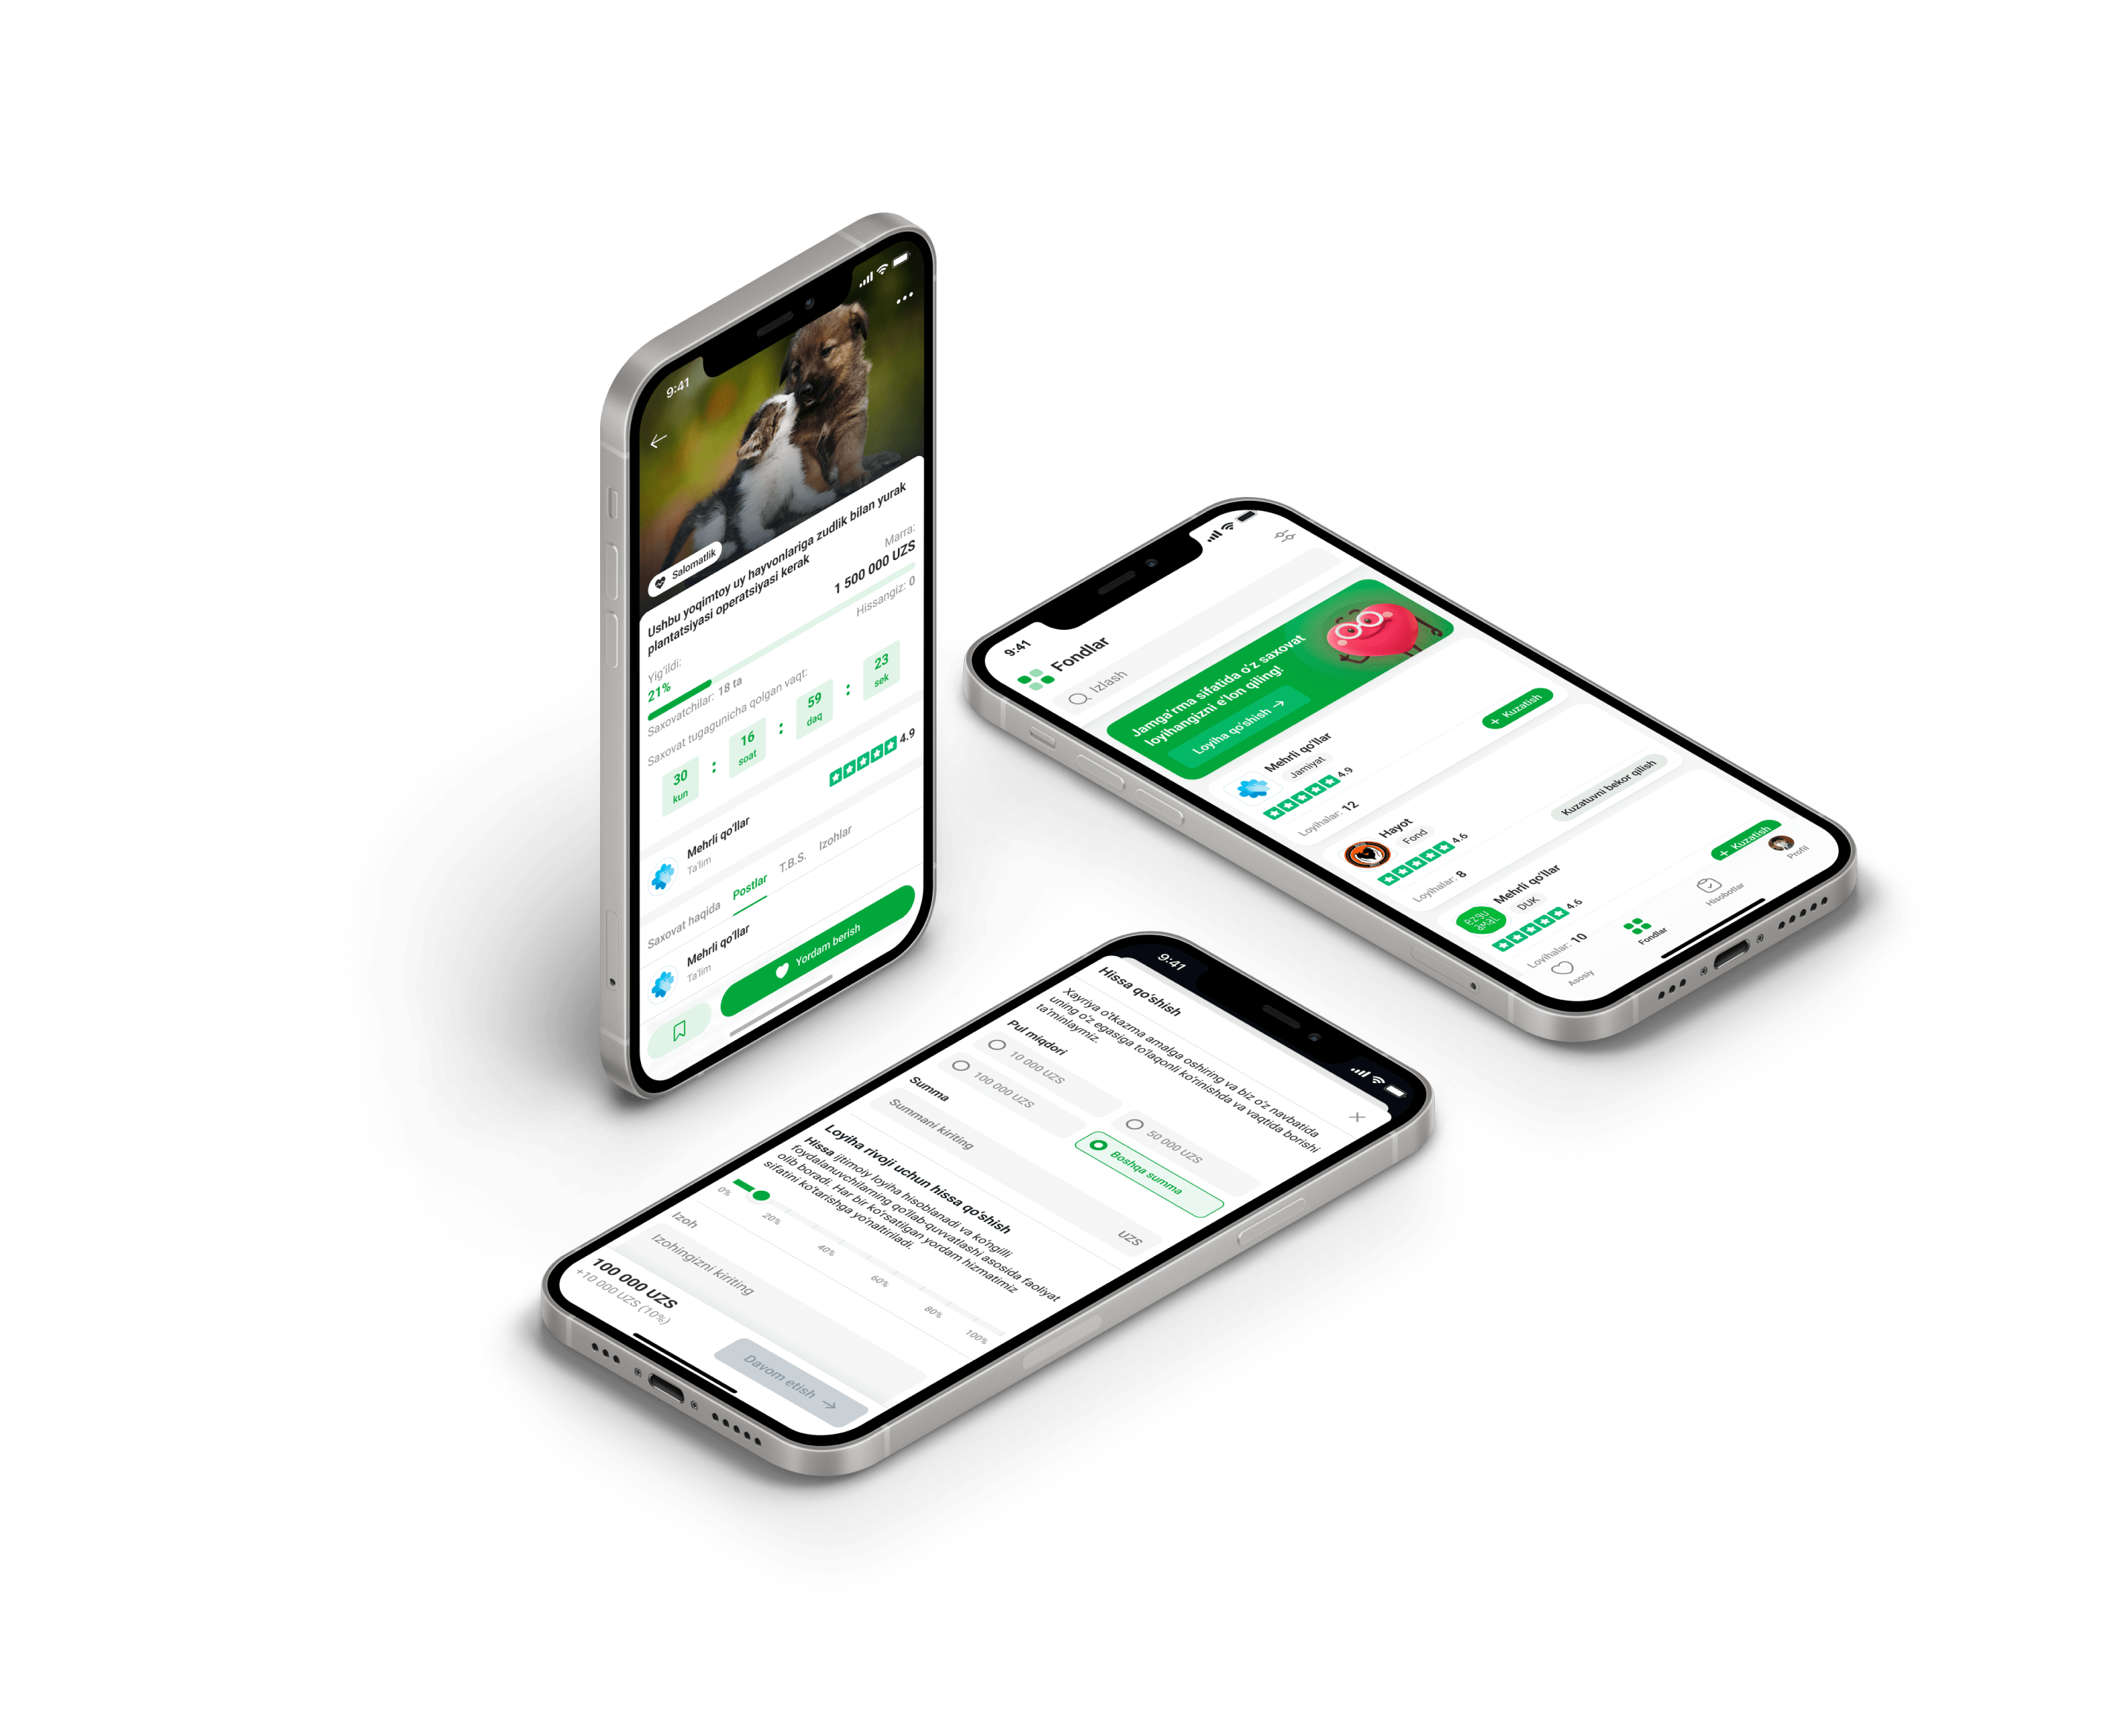 9:41
Salomatlik
Ushbu yoqimtoy uy hayvonlariga zudlik bilan yurak
plantatsiyasi operatsiyasi kerak
Yig'ildi:
Marra:
21%
1 500 000 UZS
Saxovatchilar: 18 ta
Hissangiz: 0
Saxovat tugagunicha qolgan vaqt:
30 : 16 : 59 : 23
kun soat daq sek
Mehrli qo'llar
4.9
Ta'lim
Saxovat haqida Postlar T.B.S. Izohlar
Mehrli qo'llar
Ta'lim
Yordam berish
9:41
Fondlar
Izlash
Jamg'arma sifatida o'z saxovat
loyihangizni e'lon qiling!
Loyiha qo'shish →
Mehrli qo'llar
Jamiyat
4.9
+ Kuzatish
Loyihalar: 12
Hayot
Fond
4.6
Kuzatuvni bekor qilish
Loyihalar: 8
Mehrli qo'llar
DUK
4.6
+ Kuzatish
ezgu
amal
Loyihalar: 10
Asosiy
Fondlar
Hisobotlar
Profil
9:41
Hissa qo'shish
Xayriya o'tkazma amalga oshiring va biz o'z navbatida
uning o'z egasiga to'laqonli ko'rinishda va vaqtida borishi
ta'minlaymiz.
Pul miqdori
10 000 UZS
50 000 UZS
100 000 UZS
Boshqa summa
Summa
Summani kiriting
UZS
Loyiha rivoji uchun hissa qo'shish
Hissa ijtimoiy loyiha hisoblanadi va ko'ngilli
foydalanuvchilarning qo'llab-quvvatlashi asosida faoliyat
olib boradi. Har bir ko'rsatilgan yordam hizmatimiz
sifatini ko'tarishga yo'naltiriladi.
0% 20% 40% 60% 80% 100%
Izoh
Izohingizni kiriting
100 000 UZS
+10 000 UZS (10%)
Davom etish →